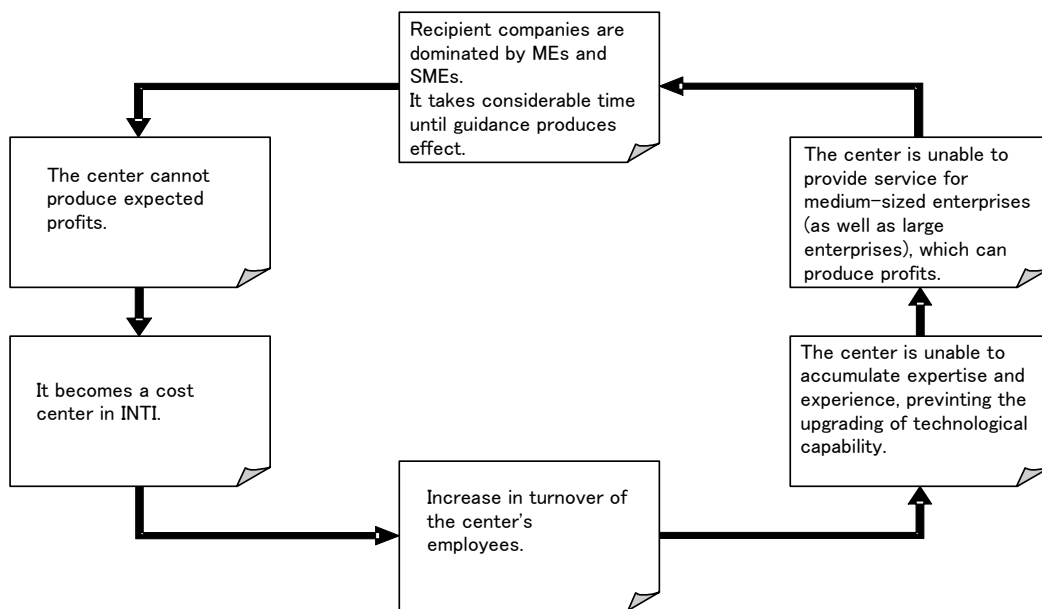 Recipient companies are
dominated by MEs and
SMEs.
It takes considerable time
until guidance produces
effect.
The center cannot
produce expected
profits.
It becomes a cost
center in INTI.
Increase in turnover of
the center's
employees.
The center is unable to
accumulate expertise and
experience, previnting the
upgrading of technological
capability.
The center is unable to
provide service for
medium-sized enterprises
(as well as large
enterprises), which can
produce profits.